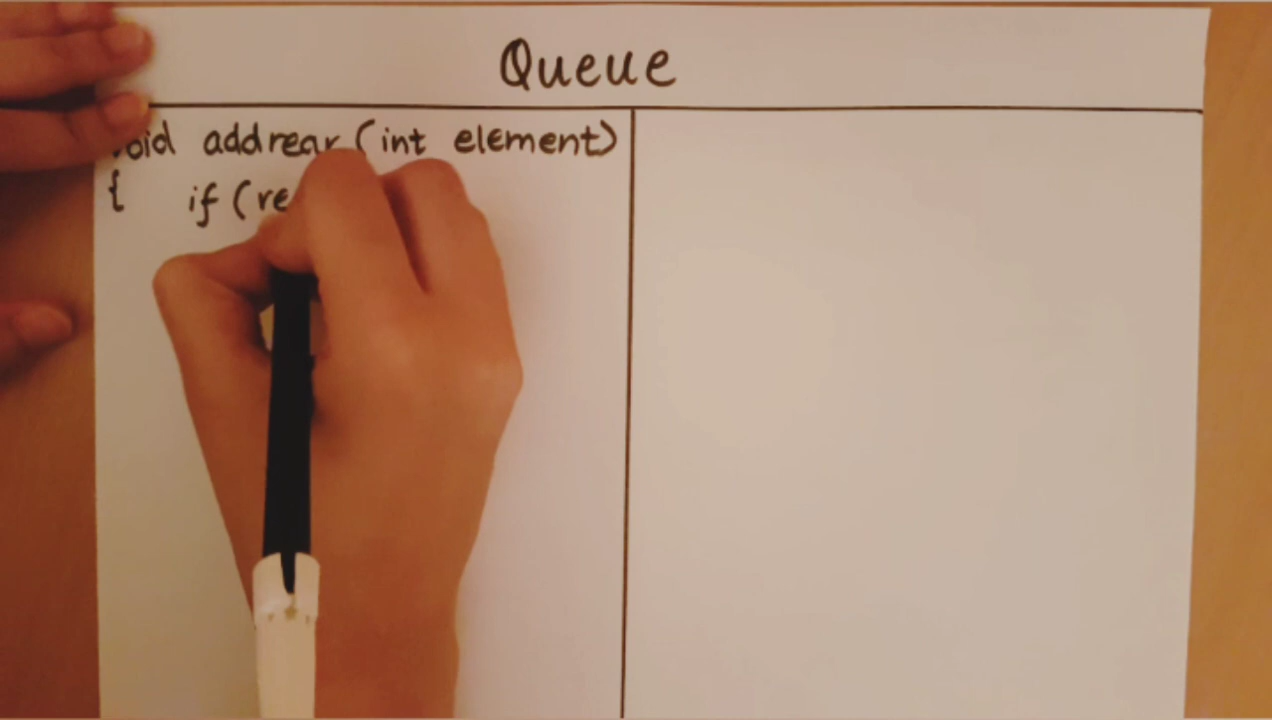 Queue
void addrear (int element)
{ if (re